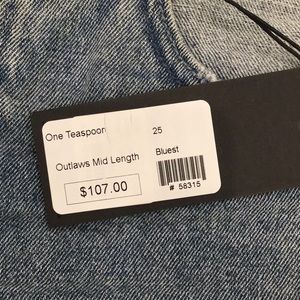 One Teaspoon 25
Outlaws Mid Length Bluest
$107.00
# 58315